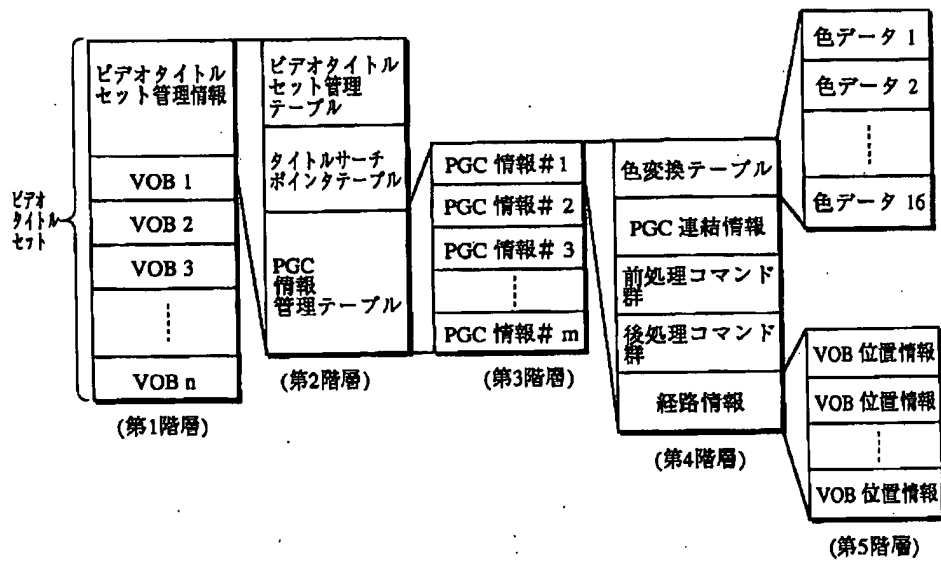 ビデオ
タイトル
セット
ビデオタイトル
セット管理情報
VOB 1
VOB 2
VOB 3
VOB n
(第1階層)
ビデオタイトル
セット管理
テーブル
タイトルサーチ
ポインタテーブル
PGC
情報
管理テーブル
(第2階層)
PGC 情報# 1
PGC 情報# 2
PGC 情報# 3
PGC 情報# m
(第3階層)
色変換テーブル
PGC 連結情報
前処理コマンド
群
後処理コマンド
群
経路情報
(第4階層)
色データ 1
色データ 2
色データ 16
VOB 位置情報
VOB 位置情報
VOB 位置情報
(第5階層)